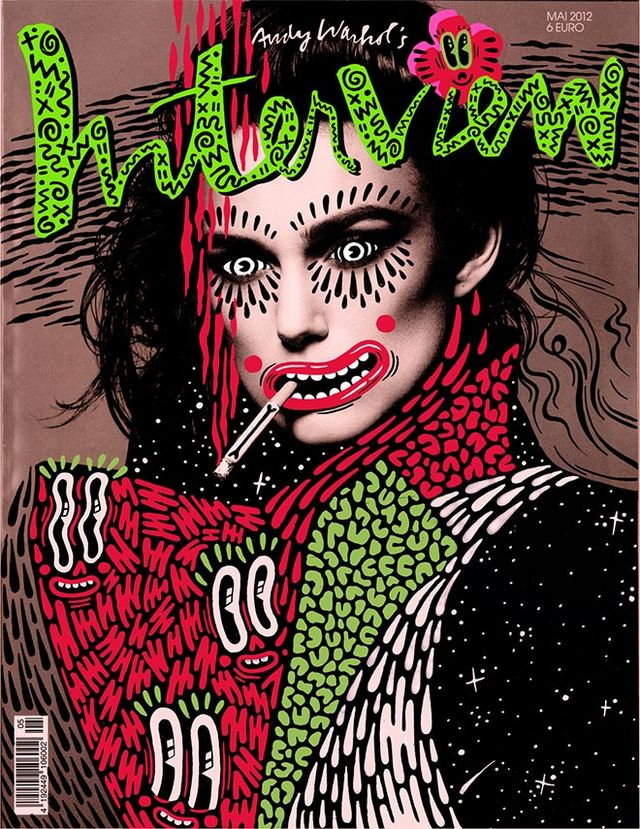 Andy Warhol's
MAI 2012
6 EURO
Interview
05
4 192449 106002